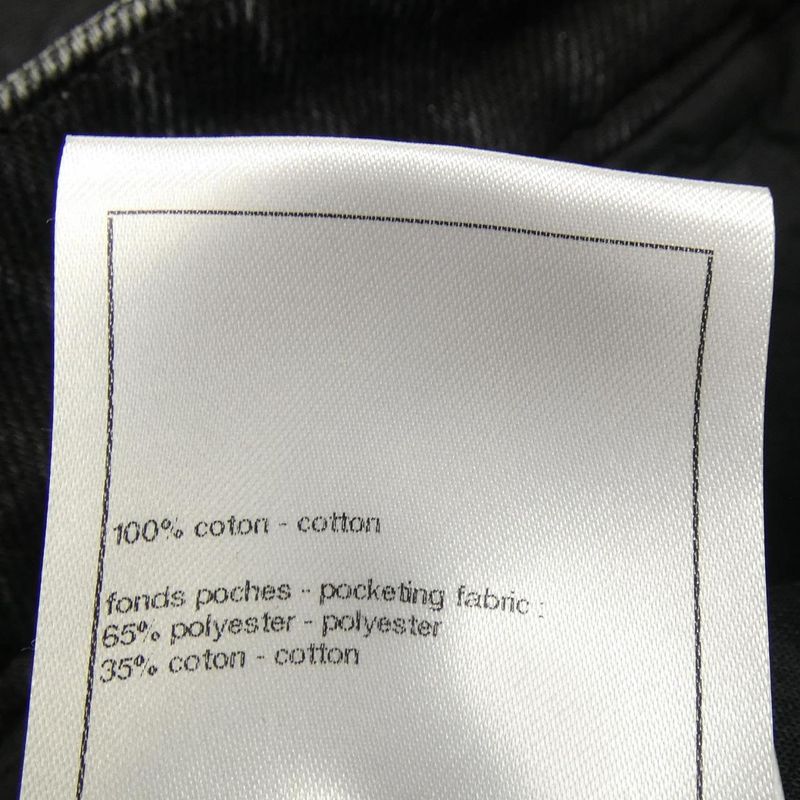 100% coton - cotton
fonds poches - pocketing fabric :
65% polyester - polyester
35% coton - cotton